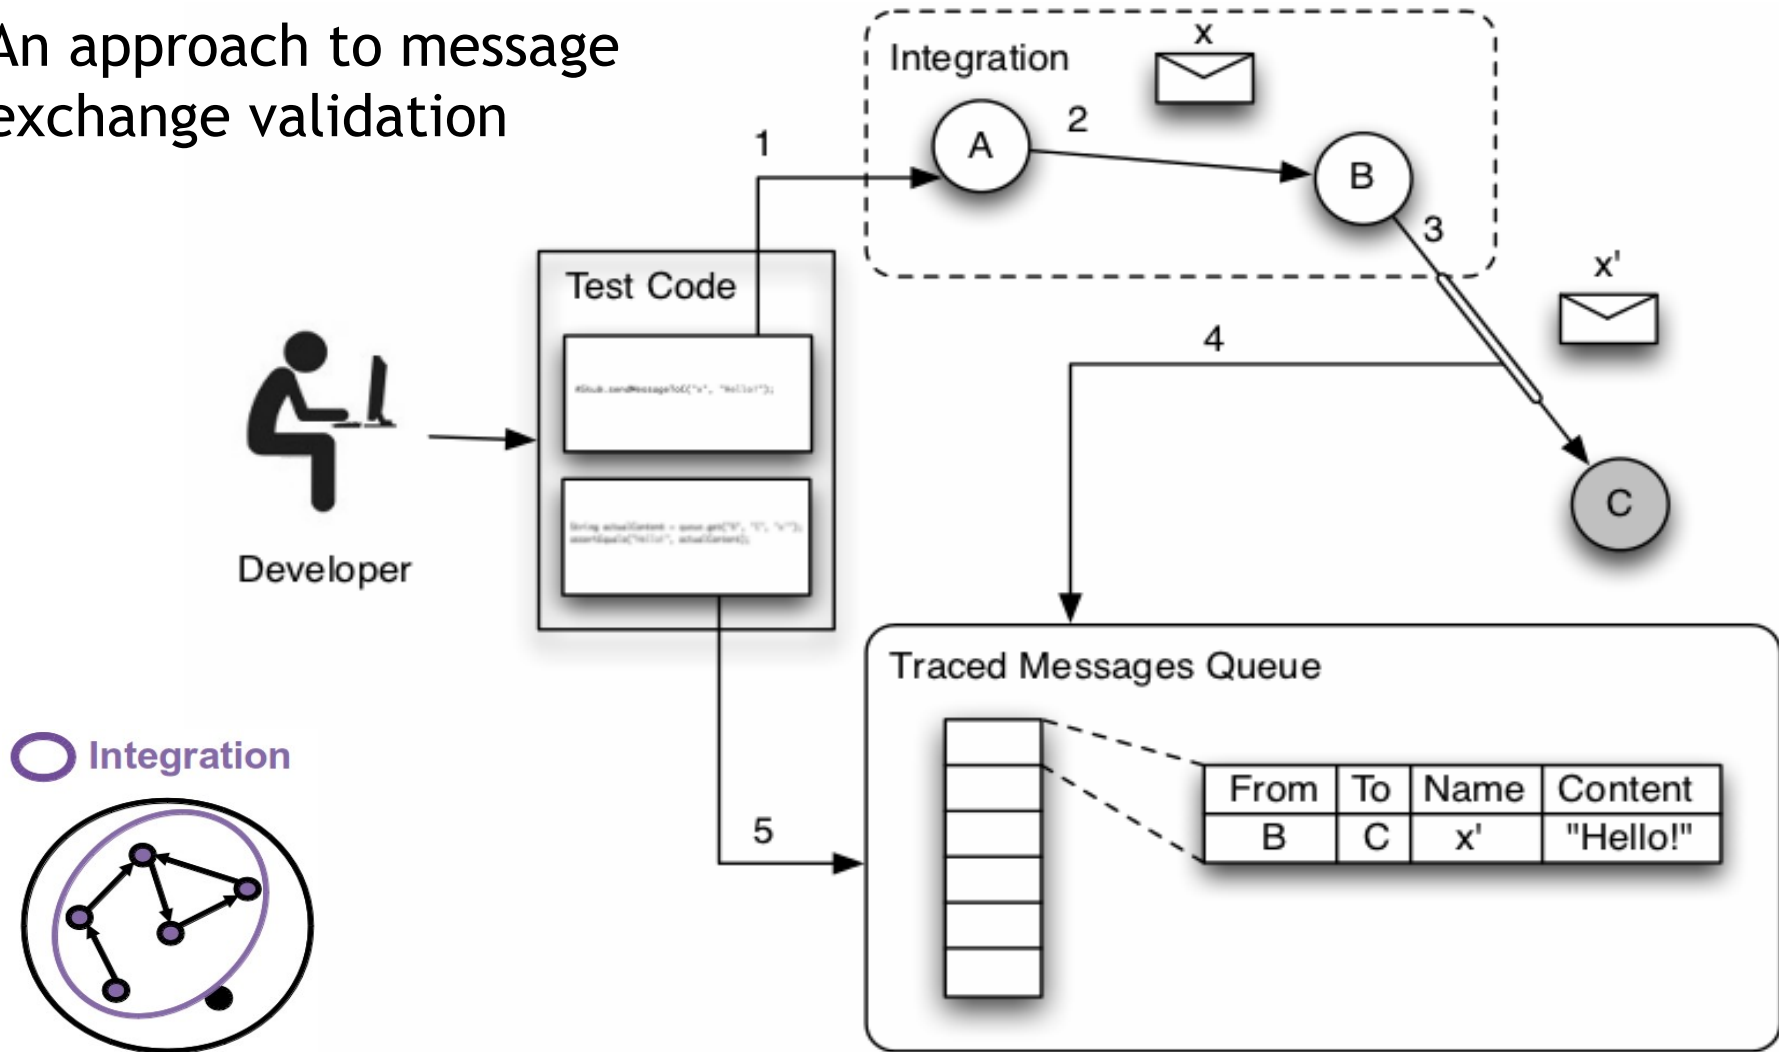 An approach to message
exchange validation
Integration
x
A
2
B
1
3
x'
Test Code
4
C
Developer
Traced Messages Queue
Integration
5
From To Name Content
B C x' "Hello!"